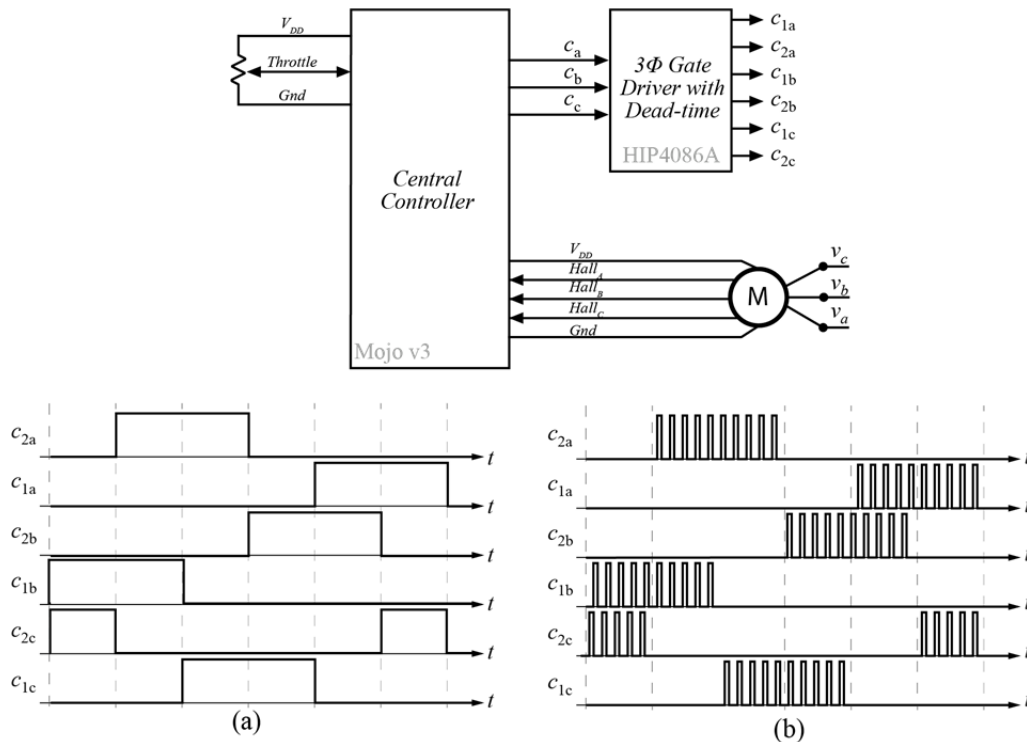 V_DD
Throttle
Gnd
Central
Controller
Mojo v3
c_a
c_b
c_c
3Φ Gate
Driver with
Dead-time
HIP4086A
c_1a
c_2a
c_1b
c_2b
c_1c
c_2c
V_DD
Hall_A
Hall_B
Hall_C
Gnd
M
v_c
v_b
v_a
c_2a
t
c_1a
t
c_2b
t
c_1b
t
c_2c
t
c_1c
t
(a)
c_2a
t
c_1a
t
c_2b
t
c_1b
t
c_2c
t
c_1c
t
(b)